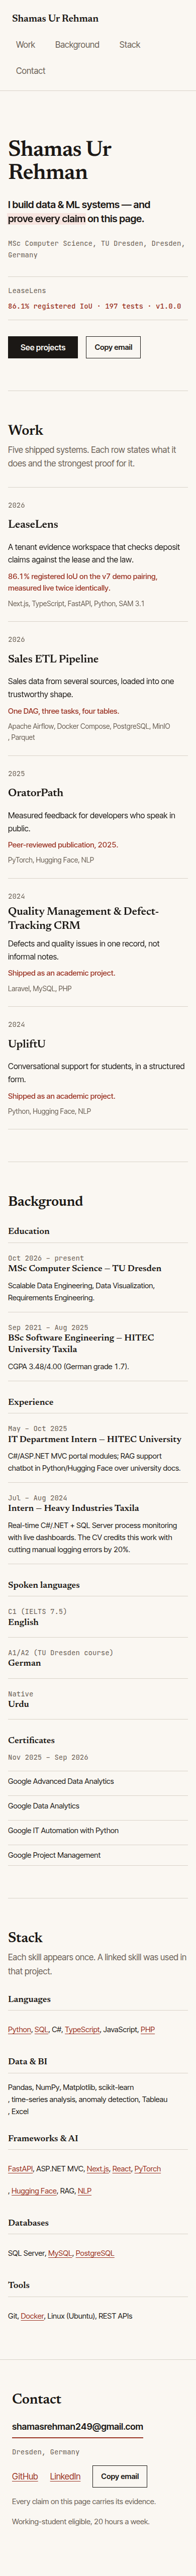 Shamas Ur Rehman
Work Background Stack
Contact
Shamas Ur
Rehman
I build data & ML systems — and
prove every claim on this page.
MSc Computer Science, TU Dresden, Dresden,
Germany
LeaseLens
86.1% registered IoU · 197 tests · v1.0.0
See projects Copy email
Work
Five shipped systems. Each row states what it
does and the strongest proof for it.
2026
LeaseLens
A tenant evidence workspace that checks deposit
claims against the lease and the law.
86.1% registered IoU on the v7 demo pairing,
measured live twice identically.
Next.js, TypeScript, FastAPI, Python, SAM 3.1
2026
Sales ETL Pipeline
Sales data from several sources, loaded into one
trustworthy shape.
One DAG, three tasks, four tables.
Apache Airflow, Docker Compose, PostgreSQL, MinIO
, Parquet
2025
OratorPath
Measured feedback for developers who speak in
public.
Peer-reviewed publication, 2025.
PyTorch, Hugging Face, NLP
2024
Quality Management & Defect-
Tracking CRM
Defects and quality issues in one record, not
informal notes.
Shipped as an academic project.
Laravel, MySQL, PHP
2024
UpliftU
Conversational support for students, in a structured
form.
Shipped as an academic project.
Python, Hugging Face, NLP
Background
Education
Oct 2026 – present
MSc Computer Science — TU Dresden
Scalable Data Engineering, Data Visualization,
Requirements Engineering.
Sep 2021 – Aug 2025
BSc Software Engineering — HITEC
University Taxila
CGPA 3.48/4.00 (German grade 1.7).
Experience
May – Oct 2025
IT Department Intern — HITEC University
C#/ASP.NET MVC portal modules; RAG support
chatbot in Python/Hugging Face over university docs.
Jul – Aug 2024
Intern — Heavy Industries Taxila
Real-time C#/.NET + SQL Server process monitoring
with live dashboards. The CV credits this work with
cutting manual logging errors by 20%.
Spoken languages
C1 (IELTS 7.5)
English
A1/A2 (TU Dresden course)
German
Native
Urdu
Certificates
Nov 2025 – Sep 2026
Google Advanced Data Analytics
Google Data Analytics
Google IT Automation with Python
Google Project Management
Stack
Each skill appears once. A linked skill was used in
that project.
Languages
Python, SQL, C#, TypeScript, JavaScript, PHP
Data & BI
Pandas, NumPy, Matplotlib, scikit-learn
, time-series analysis, anomaly detection, Tableau
, Excel
Frameworks & AI
FastAPI, ASP.NET MVC, Next.js, React, PyTorch
, Hugging Face, RAG, NLP
Databases
SQL Server, MySQL, PostgreSQL
Tools
Git, Docker, Linux (Ubuntu), REST APIs
Contact
shamasrehman249@gmail.com
Dresden, Germany
GitHub LinkedIn Copy email
Every claim on this page carries its evidence.
Working-student eligible, 20 hours a week.